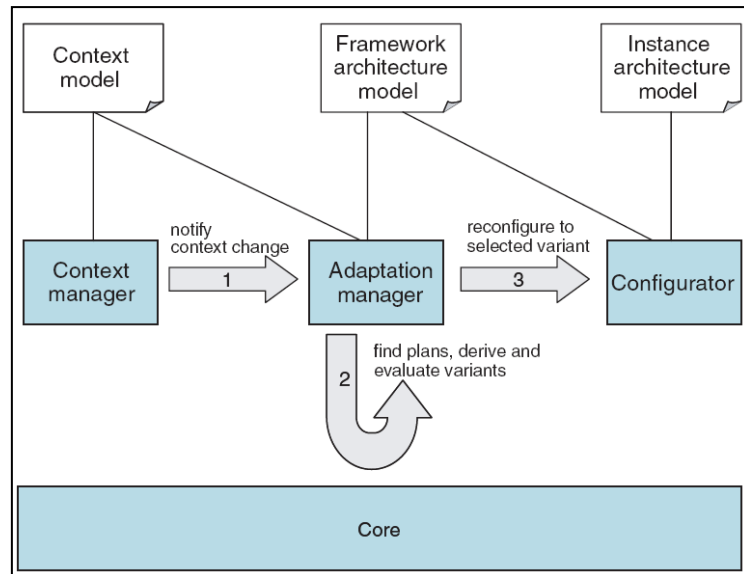 Context
model
Framework
architecture
model
Instance
architecture
model
notify
context change
reconfigure to
selected variant
Context
manager
1
Adaptation
manager
3
Configurator
2
find plans, derive and
evaluate variants
Core